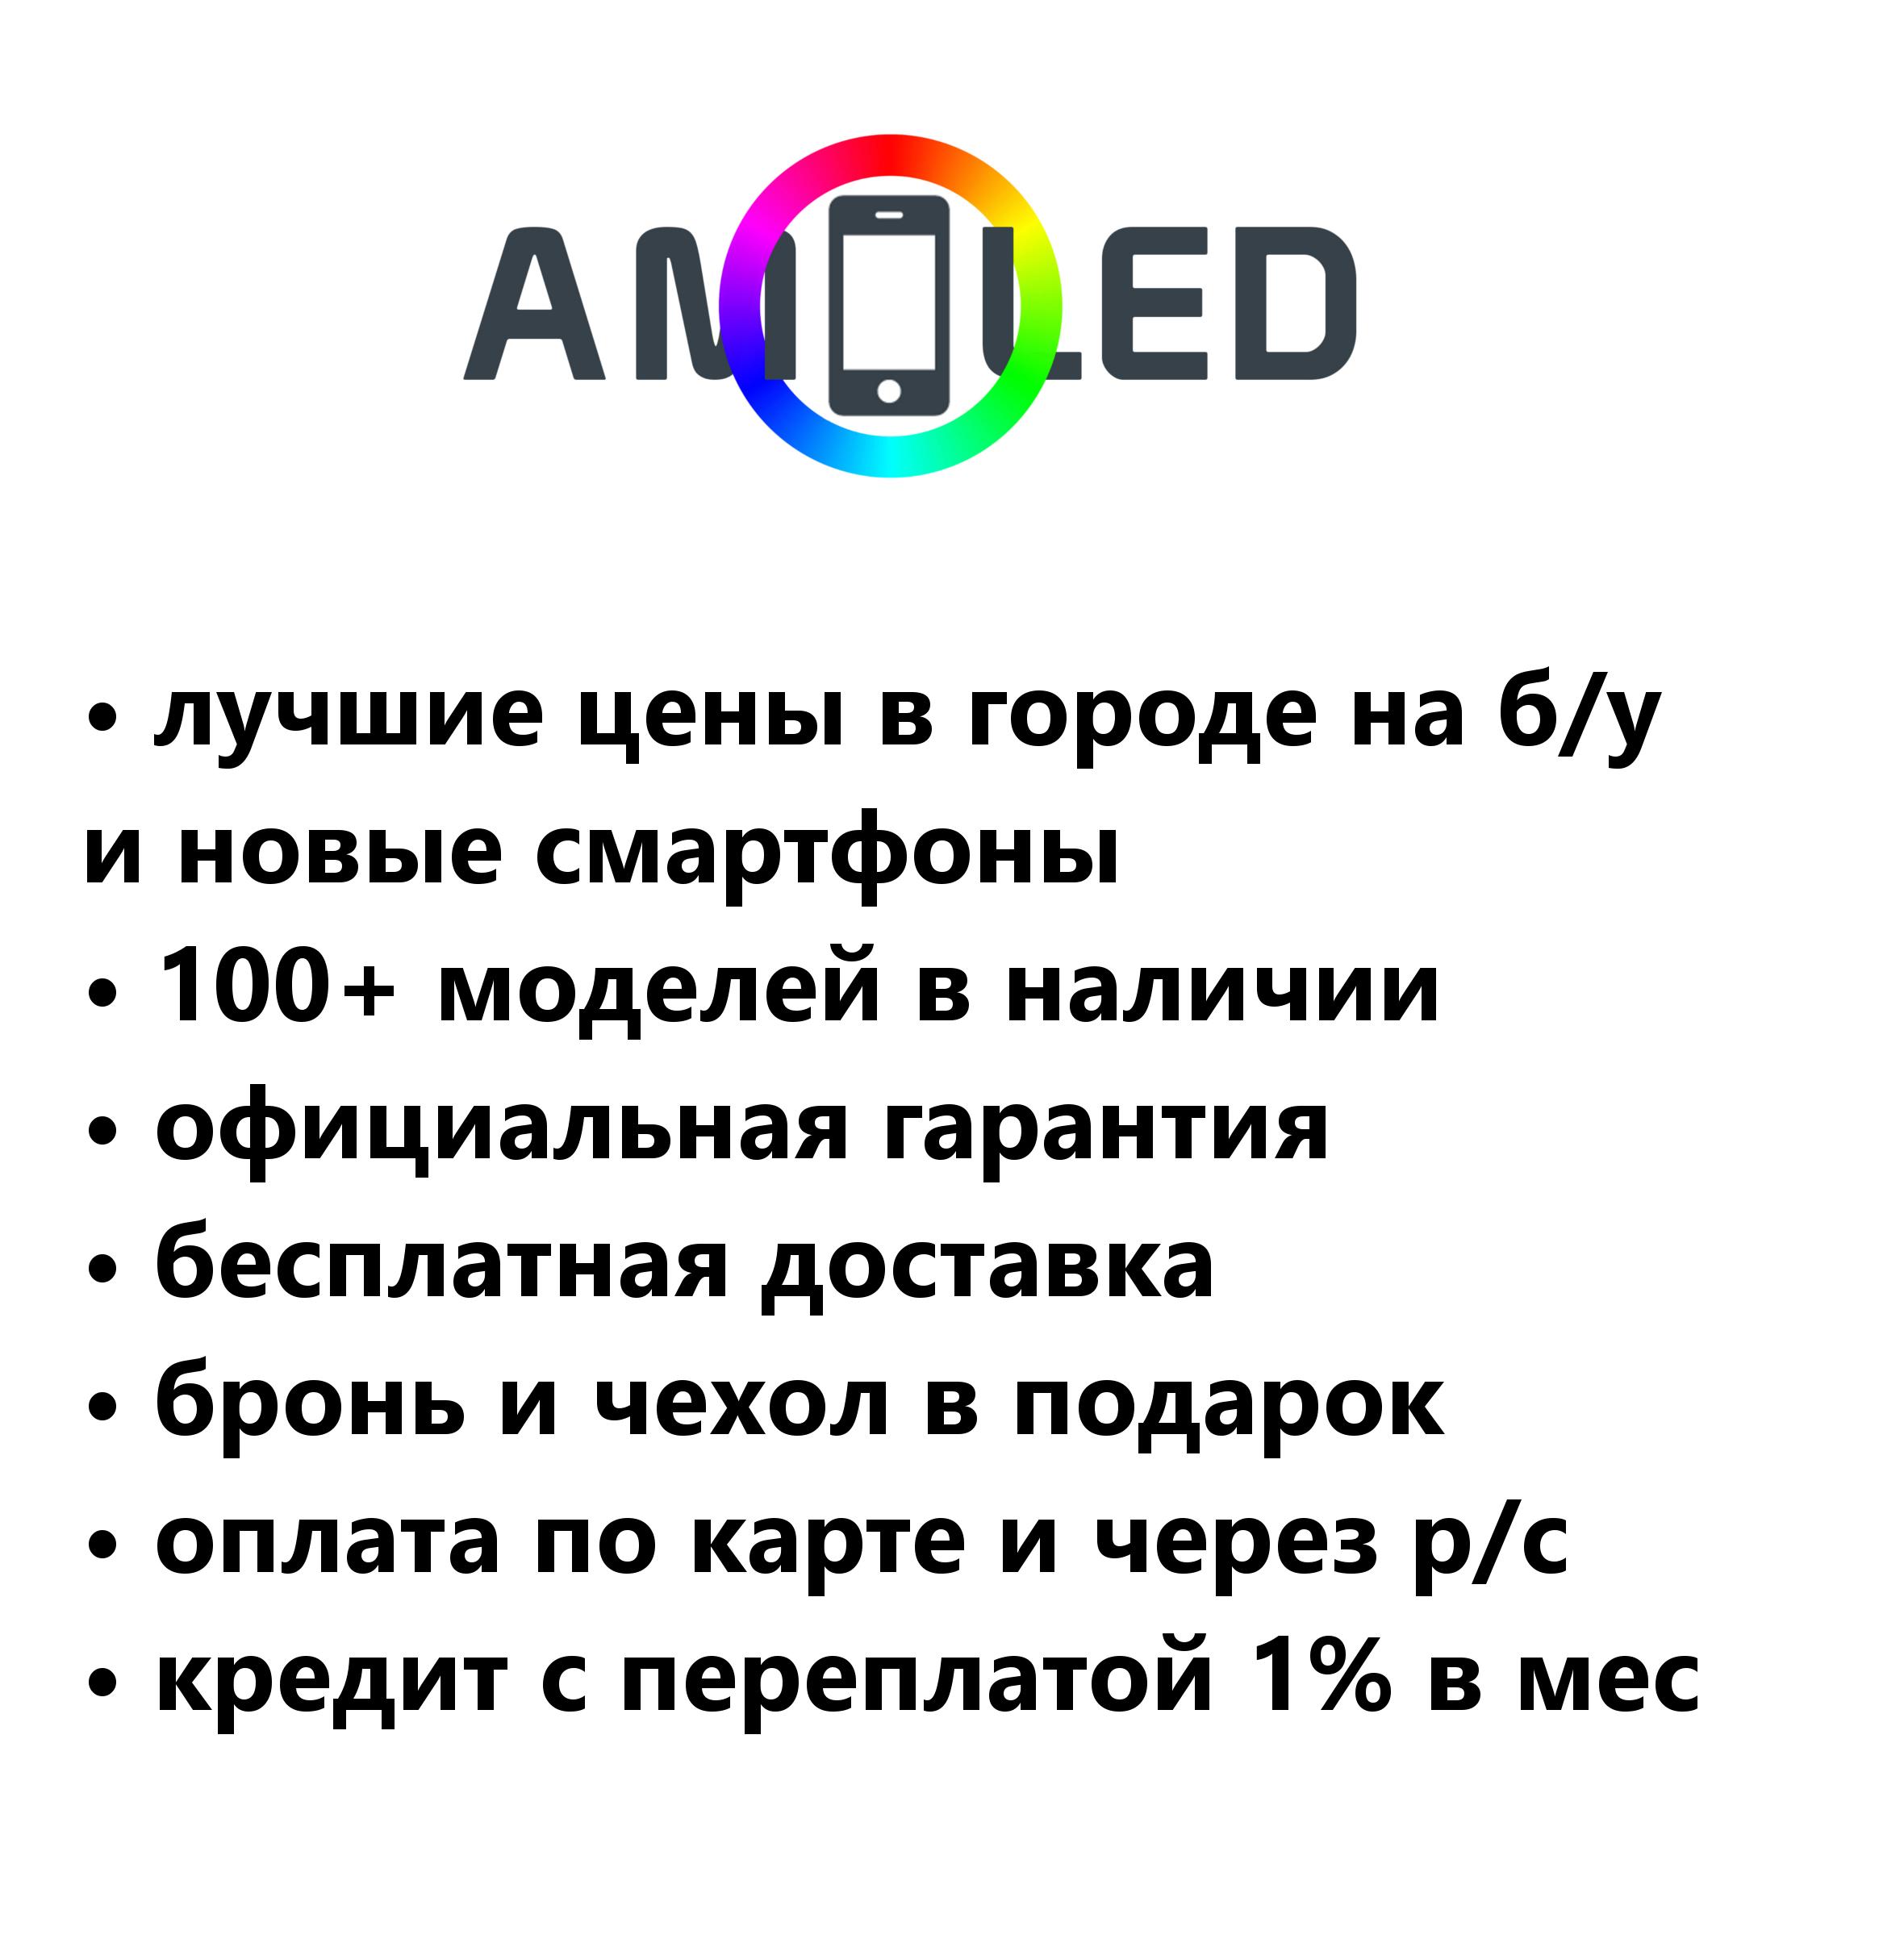 AMOLED
• лучшие цены в городе на б/у
и новые смартфоны
• 100+ моделей в наличии
• официальная гарантия
• бесплатная доставка
• бронь и чехол в подарок
• оплата по карте и через р/с
• кредит с переплатой 1% в мес